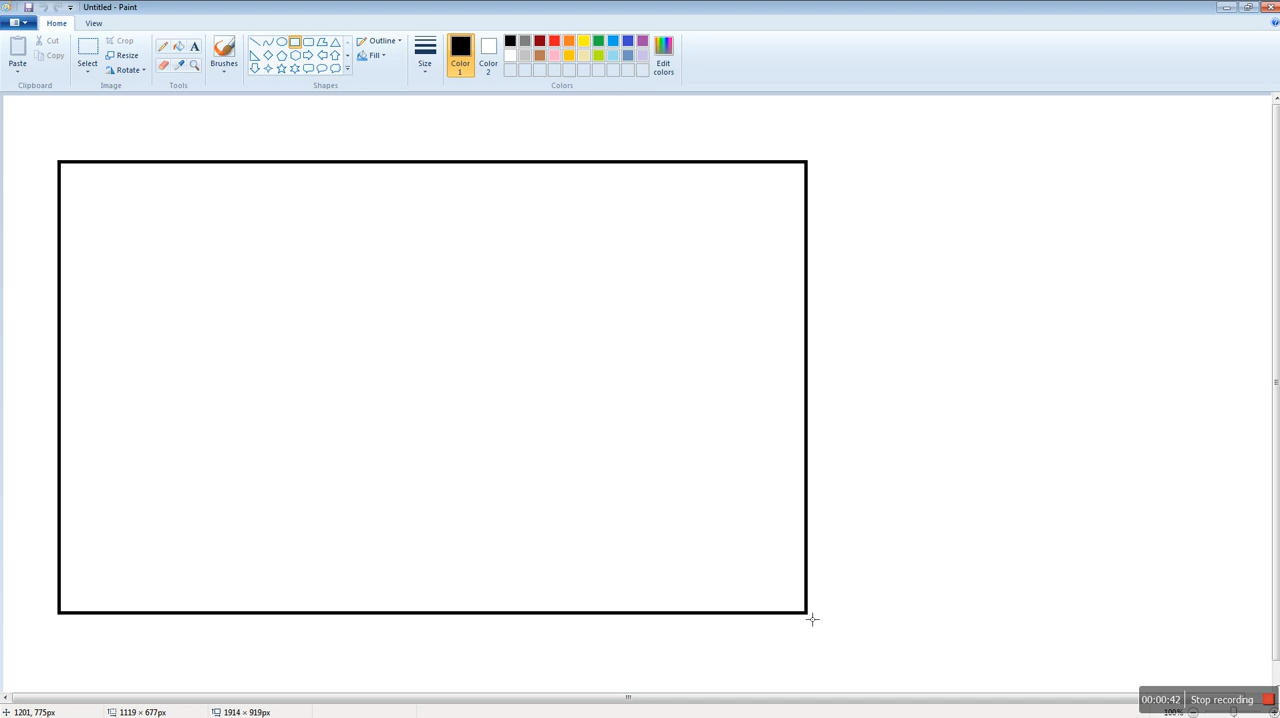 Untitled - Paint
Home View
Paste
Cut
Copy
Clipboard
Select
Crop
Resize
Rotate
Image
A
Tools
Brushes
Outline
Fill
Shapes
Size
Color 1
Color 2
Edit colors
Colors
00:00:42 Stop recording
1201, 775px 1119 × 677px 1914 × 919px 100%